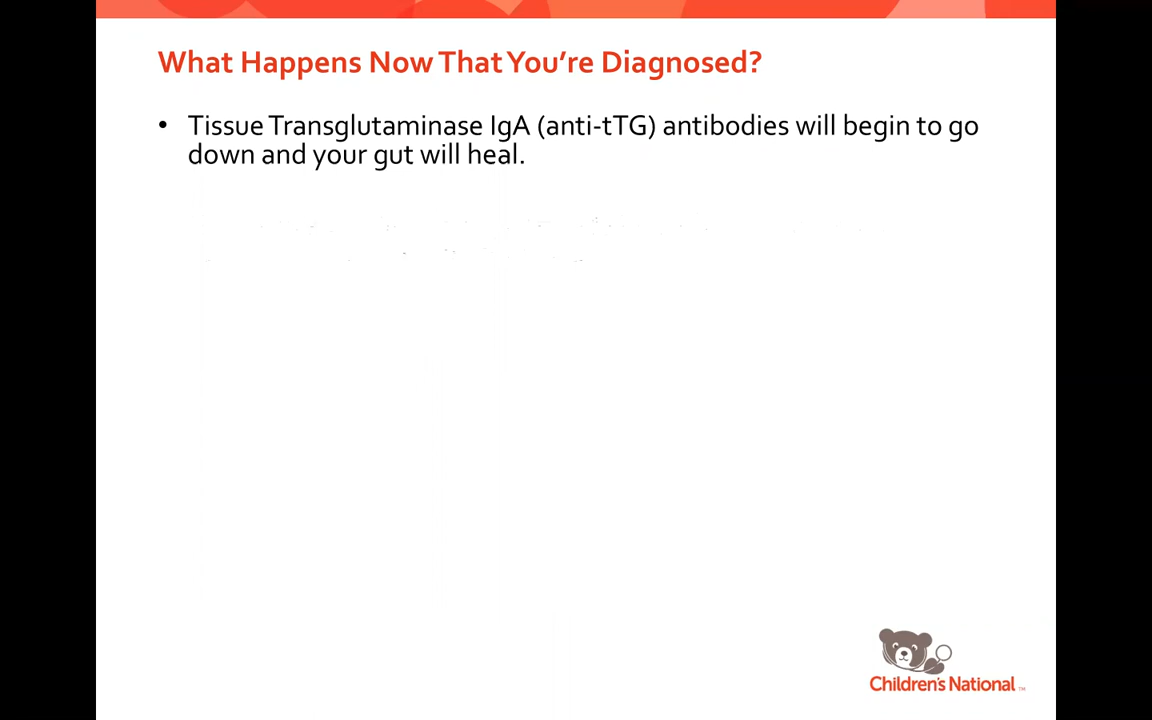 What Happens Now That You're Diagnosed?
• Tissue Transglutaminase IgA (anti-tTG) antibodies will begin to go
down and your gut will heal.
Children's National ™